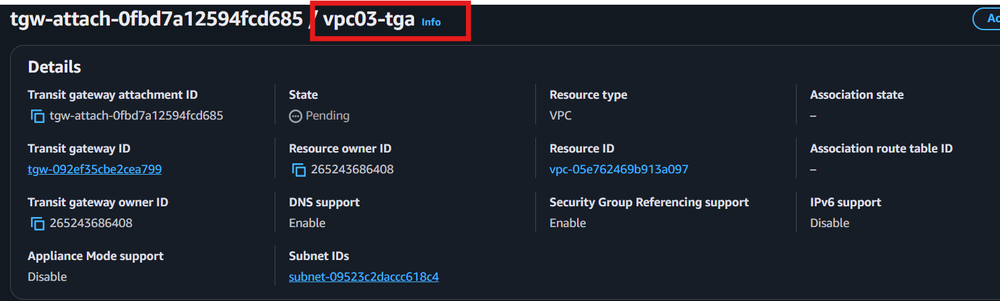 tgw-attach-0fbd7a12594fcd685 / vpc03-tga Info
Details
Transit gateway attachment ID
tgw-attach-0fbd7a12594fcd685
State
Pending
Resource type
VPC
Association state
–
Transit gateway ID
tgw-092ef35cbe2cea799
Resource owner ID
265243686408
Resource ID
vpc-05e762469b913a097
Association route table ID
–
Transit gateway owner ID
265243686408
DNS support
Enable
Security Group Referencing support
Enable
IPv6 support
Disable
Appliance Mode support
Disable
Subnet IDs
subnet-09523c2daccc618c4